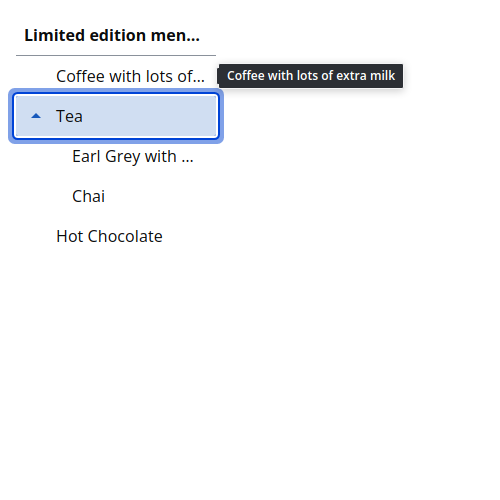 Limited edition men...
Coffee with lots of...
Coffee with lots of extra milk
Tea
Earl Grey with ...
Chai
Hot Chocolate